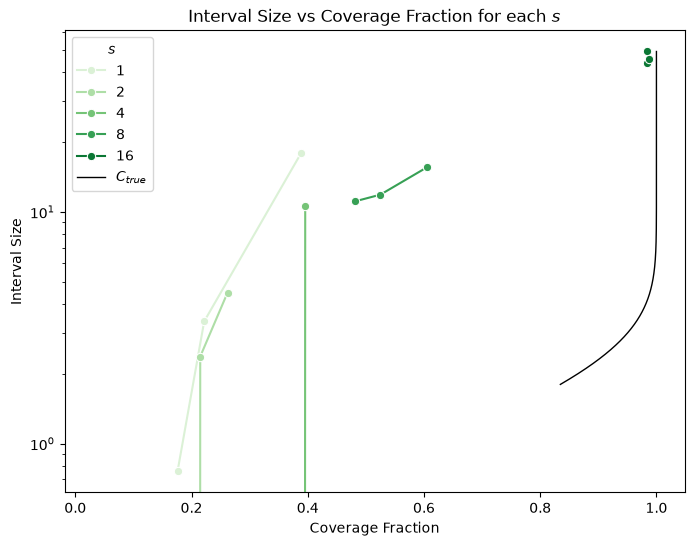 Interval Size vs Coverage Fraction for each s
s
1
2
4
8
16
C_true
Interval Size
10^1
10^0
0.0 0.2 0.4 0.6 0.8 1.0
Coverage Fraction